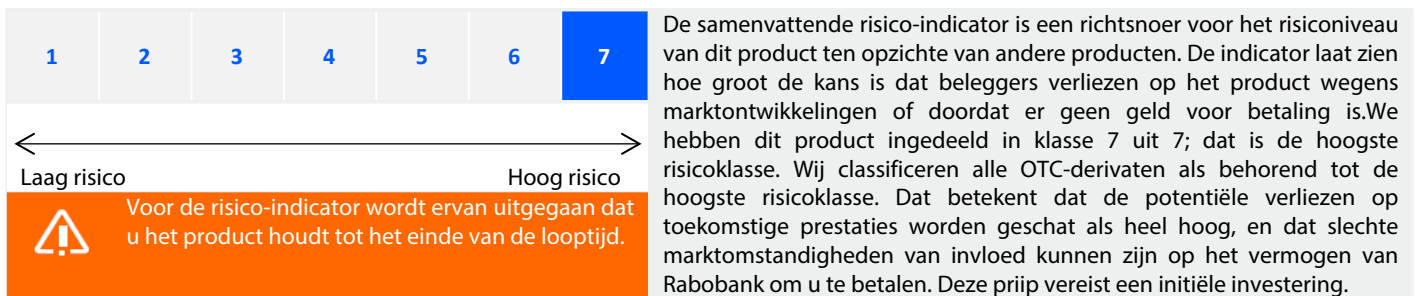 1 2 3 4 5 6 7
Laag risico Hoog risico
Voor de risico-indicator wordt ervan uitgegaan dat
u het product houdt tot het einde van de looptijd.
De samenvattende risico-indicator is een richtsnoer voor het risiconiveau
van dit product ten opzichte van andere producten. De indicator laat zien
hoe groot de kans is dat beleggers verliezen op het product wegens
marktontwikkelingen of doordat er geen geld voor betaling is.We
hebben dit product ingedeeld in klasse 7 uit 7; dat is de hoogste
risicoklasse. Wij classificeren alle OTC-derivaten als behorend tot de
hoogste risicoklasse. Dat betekent dat de potentiële verliezen op
toekomstige prestaties worden geschat als heel hoog, en dat slechte
marktomstandigheden van invloed kunnen zijn op het vermogen van
Rabobank om u te betalen. Deze priip vereist een initiële investering.